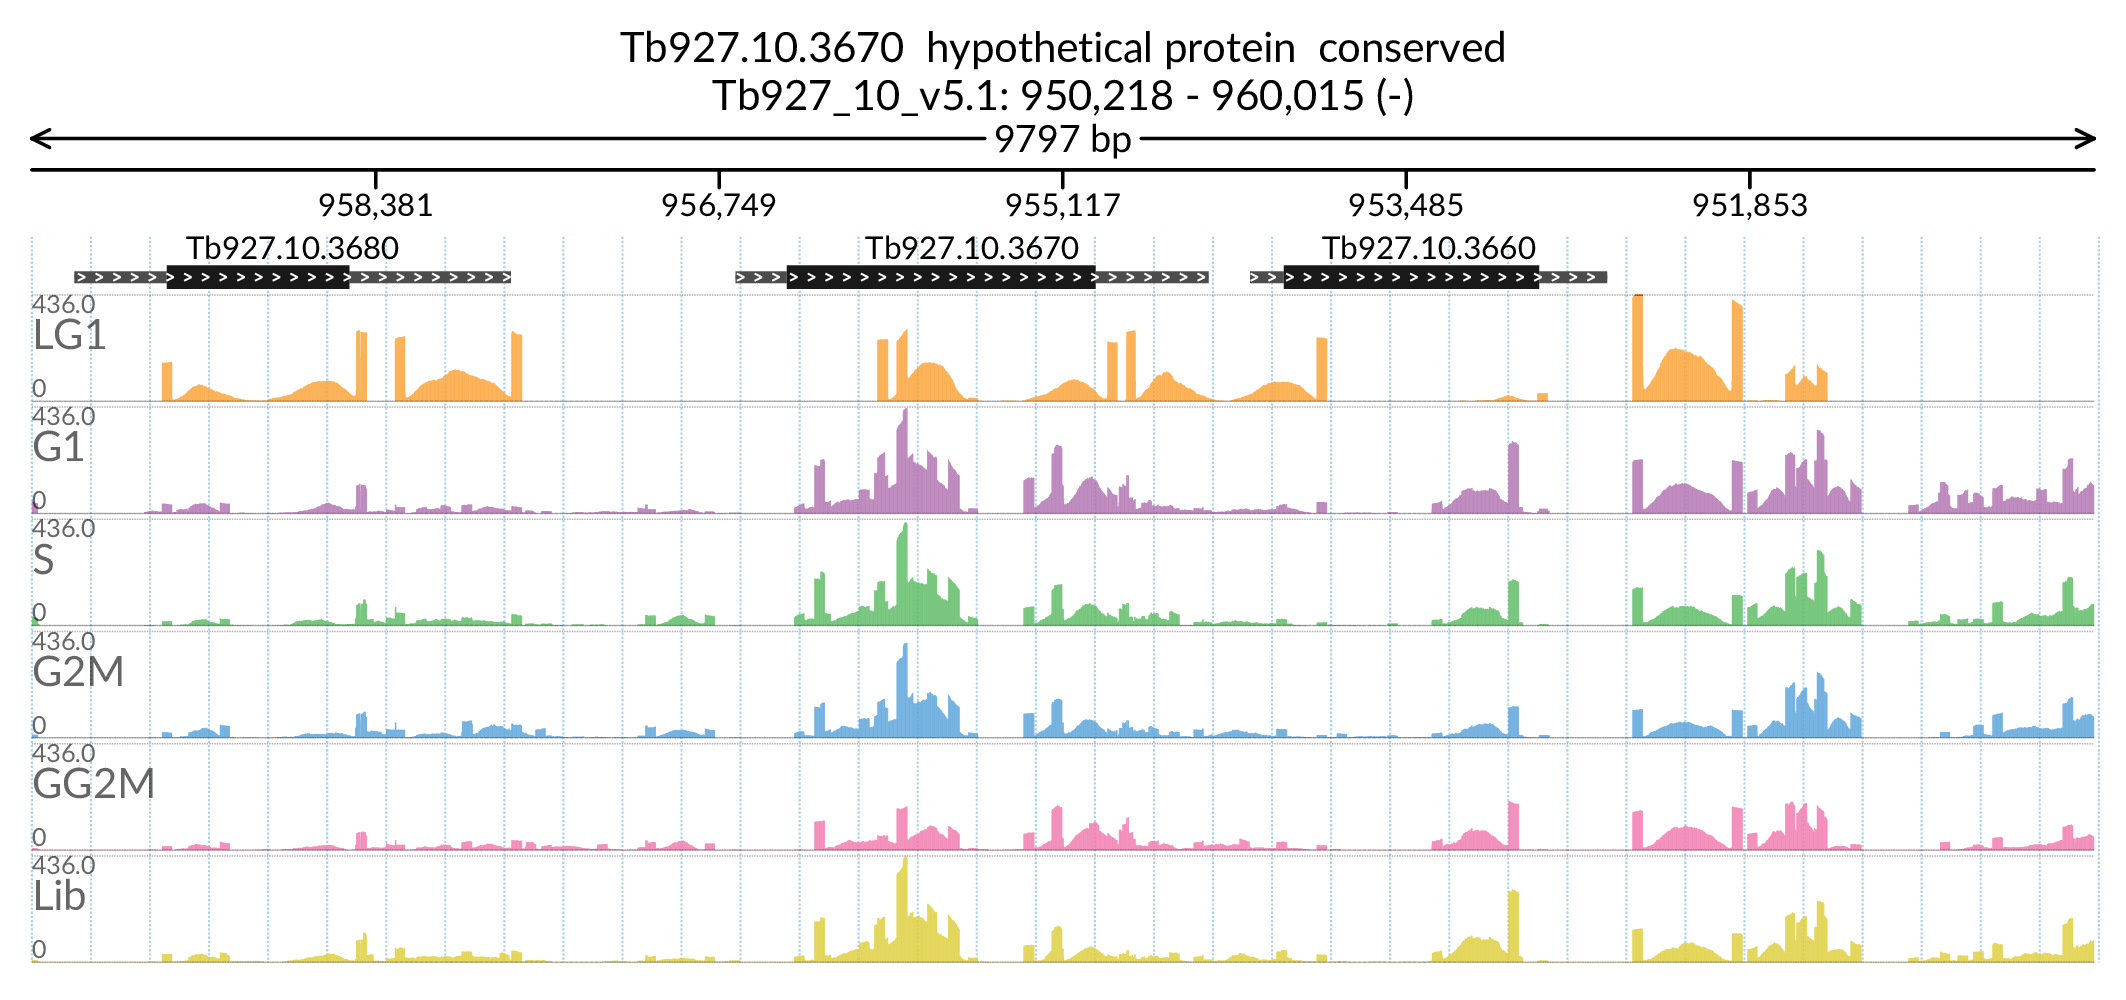 Tb927.10.3670 hypothetical protein conserved
Tb927_10_v5.1: 950,218 - 960,015 (-)
9797 bp
958,381 956,749 955,117 953,485 951,853
Tb927.10.3680 Tb927.10.3670 Tb927.10.3660
436.0
LG1
0
436.0
G1
0
436.0
S
0
436.0
G2M
0
436.0
GG2M
0
436.0
Lib
0